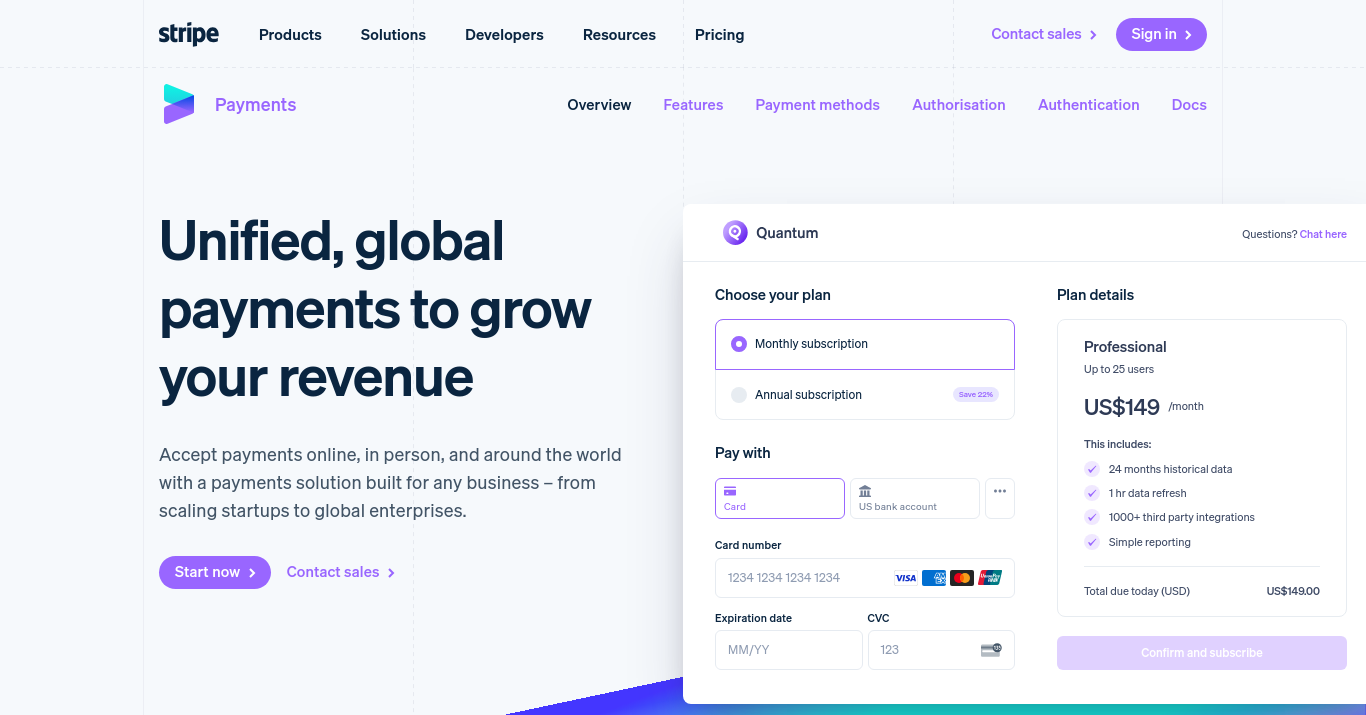 stripe
Products
Solutions
Developers
Resources
Pricing
Contact sales
Sign in
Payments
Overview
Features
Payment methods
Authorisation
Authentication
Docs
Unified, global
payments to grow
your revenue
Accept payments online, in person, and around the world
with a payments solution built for any business – from
scaling startups to global enterprises.
Start now
Contact sales
Quantum
Questions? Chat here
Choose your plan
Monthly subscription
Annual subscription
Save 22%
Pay with
Card
US bank account
Card number
1234 1234 1234 1234
VISA
Expiration date
CVC
MM/YY
123
Plan details
Professional
Up to 25 users
US$149 /month
This includes:
24 months historical data
1 hr data refresh
1000+ third party integrations
Simple reporting
Total due today (USD)
US$149.00
Confirm and subscribe